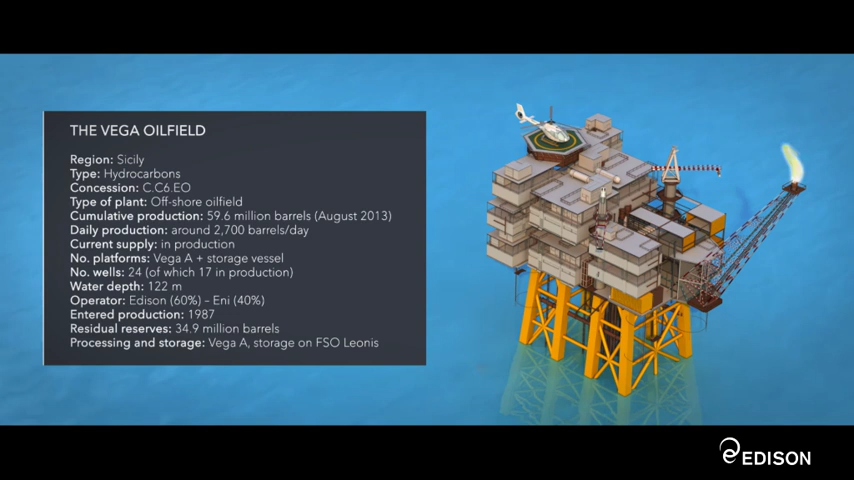 THE VEGA OILFIELD
Region: Sicily
Type: Hydrocarbons
Concession: C.C6.EO
Type of plant: Off-shore oilfield
Cumulative production: 59.6 million barrels (August 2013)
Daily production: around 2,700 barrels/day
Current supply: in production
No. platforms: Vega A + storage vessel
No. wells: 24 (of which 17 in production)
Water depth: 122 m
Operator: Edison (60%) – Eni (40%)
Entered production: 1987
Residual reserves: 34.9 million barrels
Processing and storage: Vega A, storage on FSO Leonis
EDISON